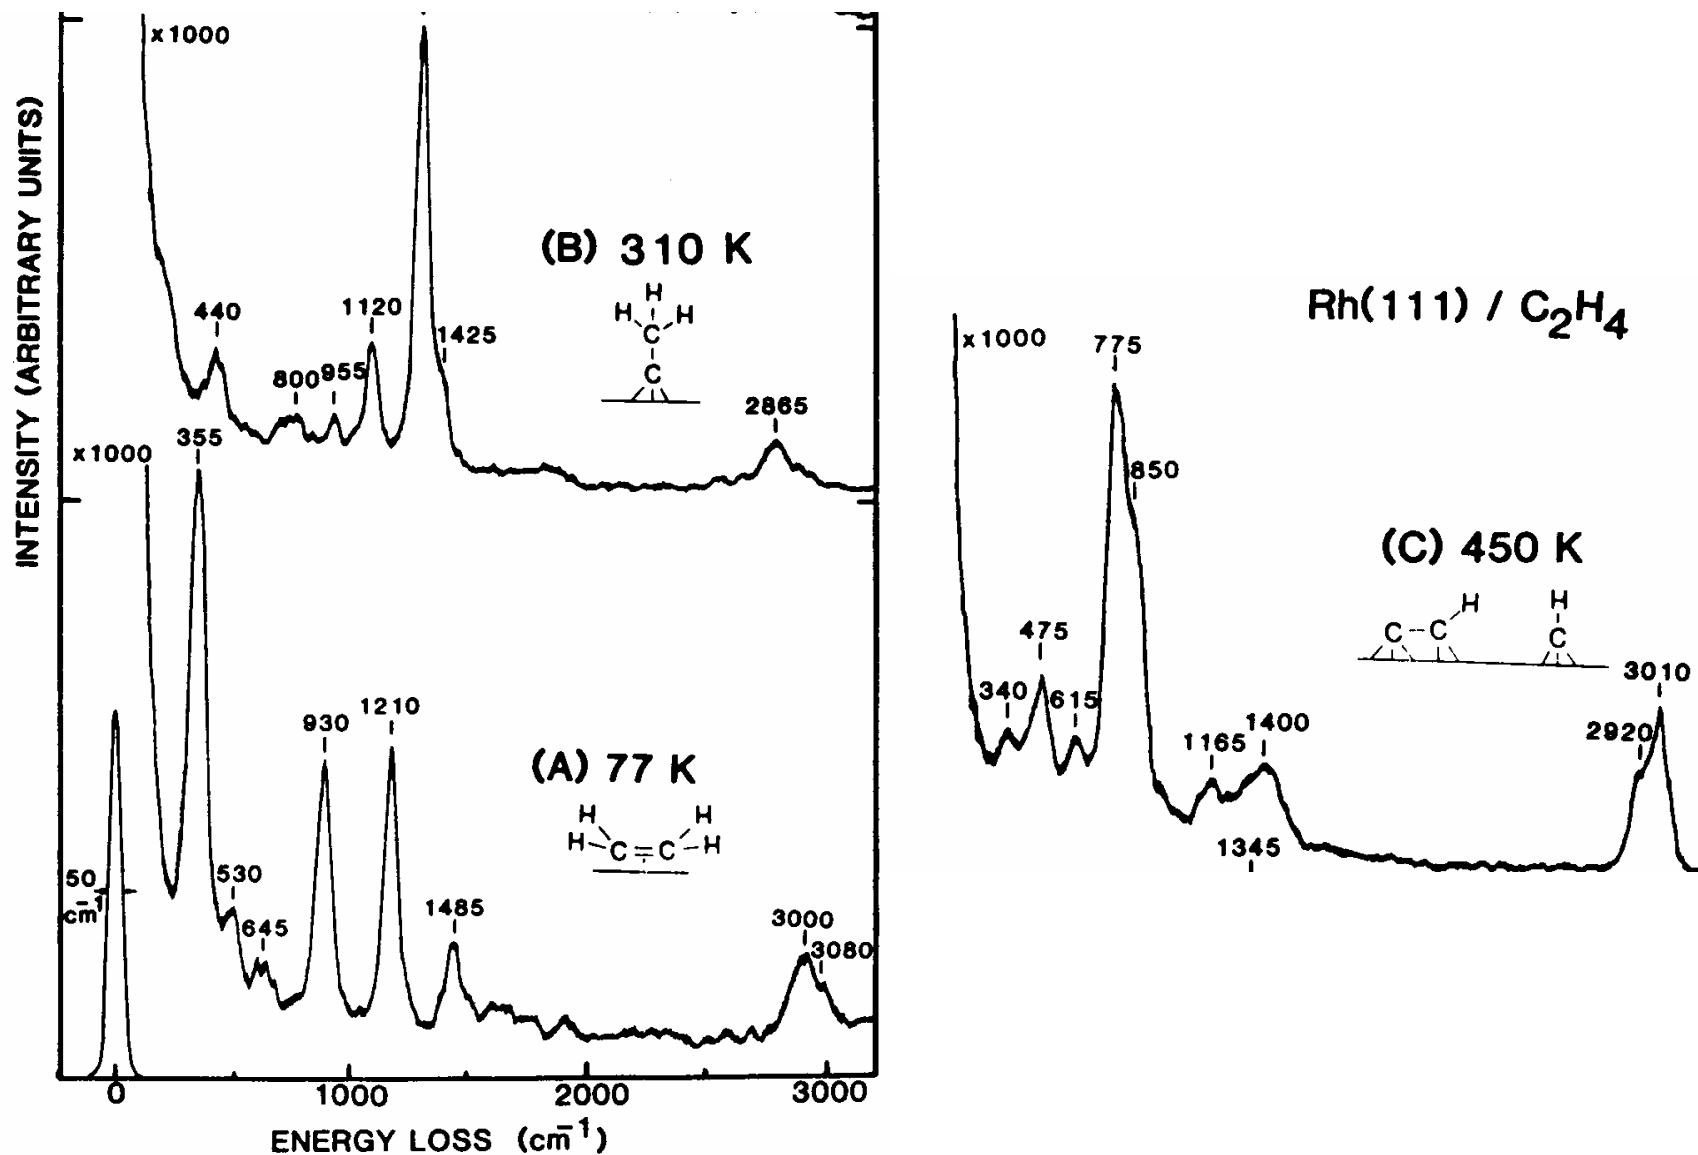 INTENSITY (ARBITRARY UNITS)
x1000
(B) 310 K
H
H H
C
C
440
800
955
1120
1425
2865
x1000
355
530
645
930
1210
1485
3000
3080
(A) 77 K
H H
H C=C H
50
cm⁻¹
0 1000 2000 3000
ENERGY LOSS (cm⁻¹)
Rh(111) / C₂H₄
x1000
775
850
(C) 450 K
H H
C--C C
340
475
615
1165
1400
1345
2920
3010